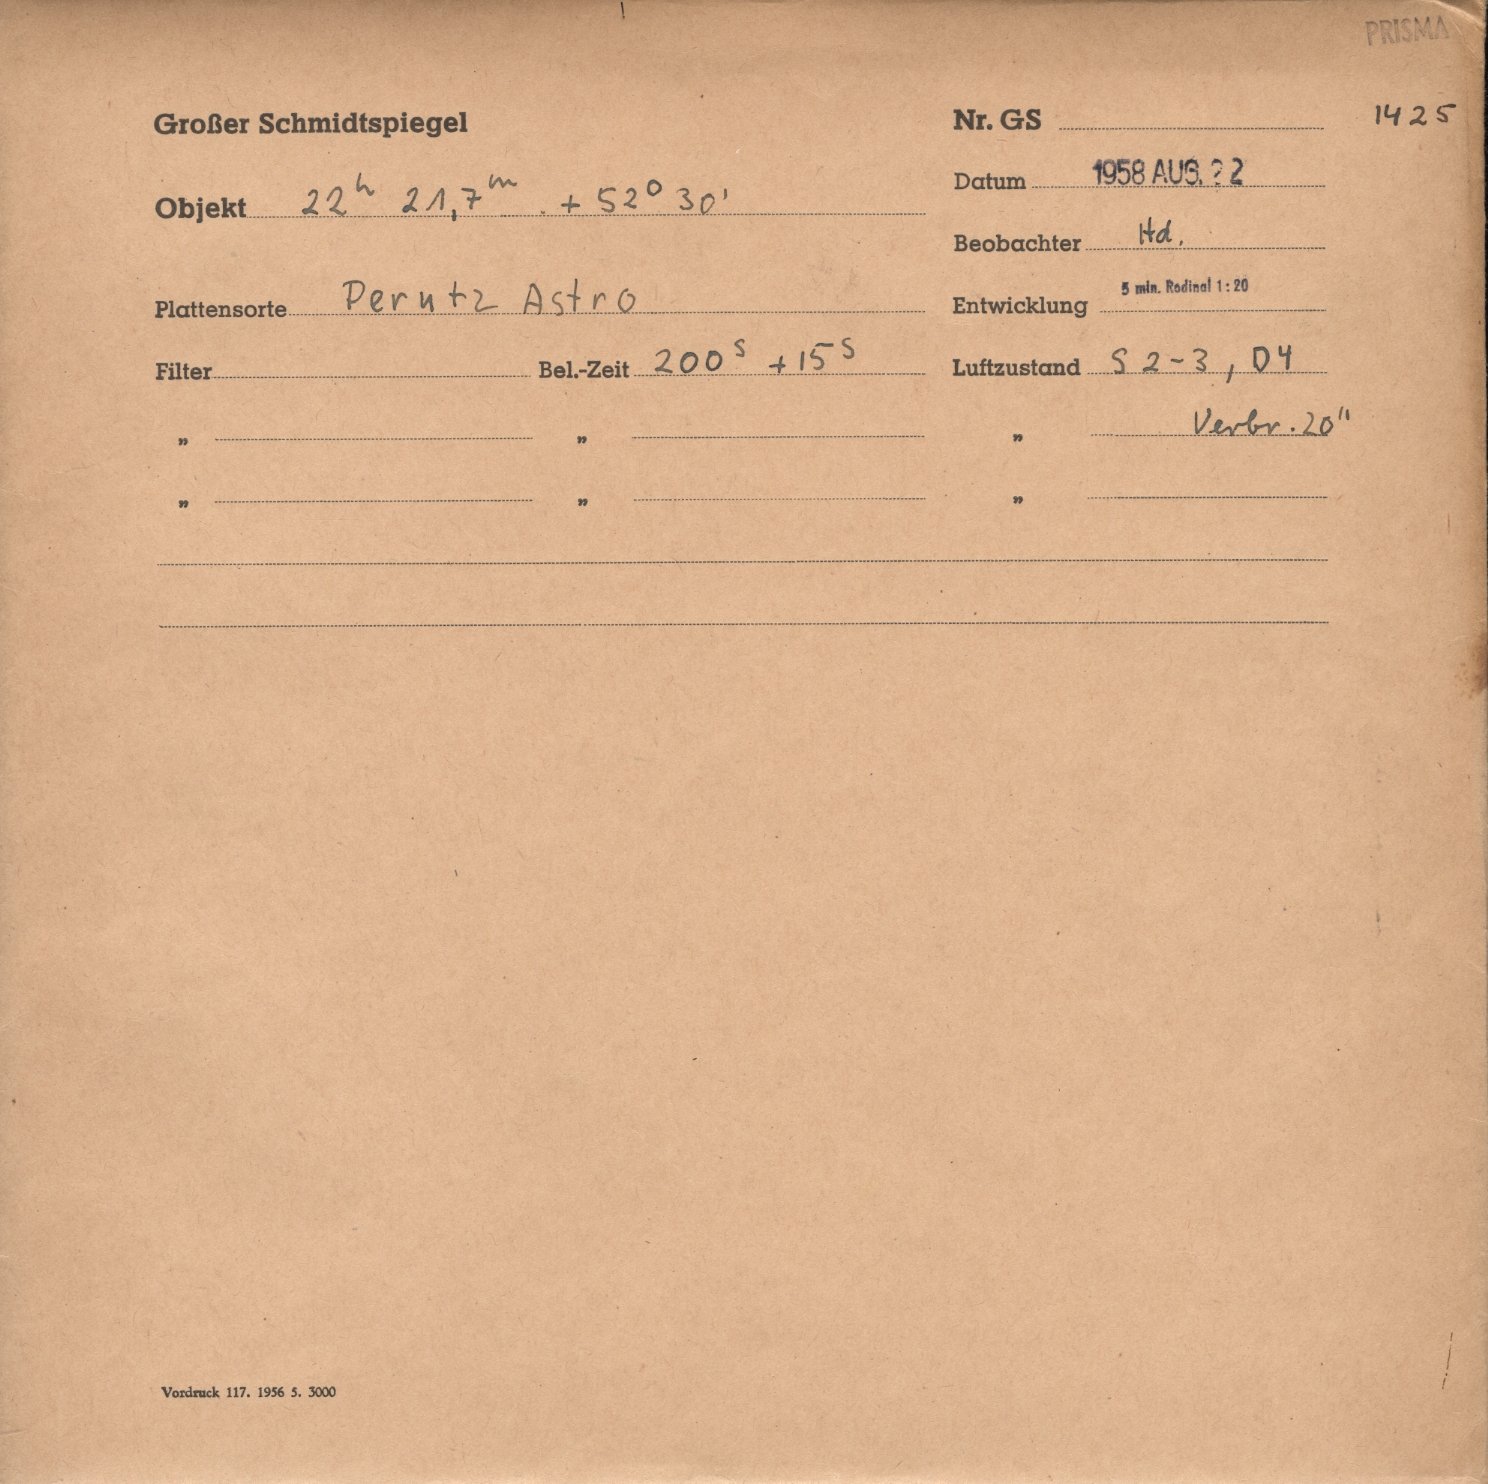 PRISMA
Großer Schmidtspiegel
Nr. GS 1425
Datum 1958 AUG. 22
Objekt 22h 21,7m + 52° 30'
Beobachter Hd.
Plattensorte Perutz Astro
Entwicklung 5 min. Rodinal 1:20
Filter Bel.-Zeit 200s + 15s Luftzustand S 2-3, D4
„ „ „ Verbr. 20"
„ „ „
Vordruck 117. 1956 5. 3000